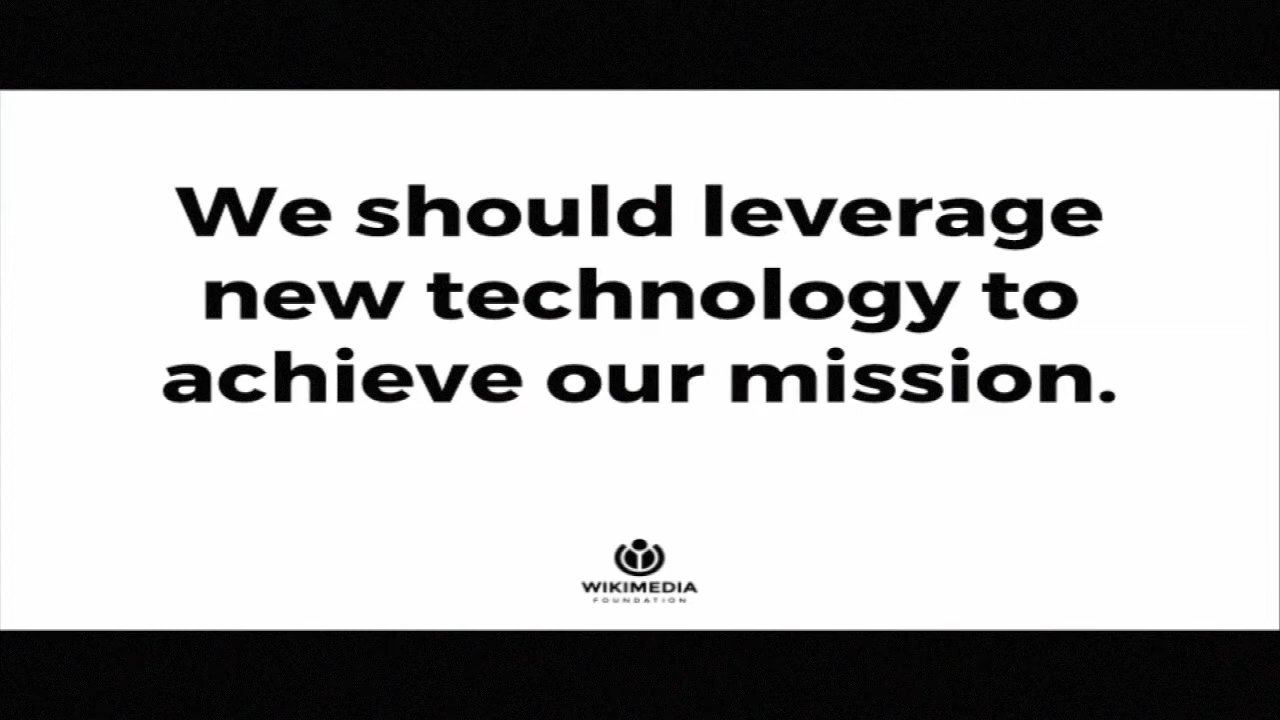 We should leverage
new technology to
achieve our mission.
WIKIMEDIA
FOUNDATION